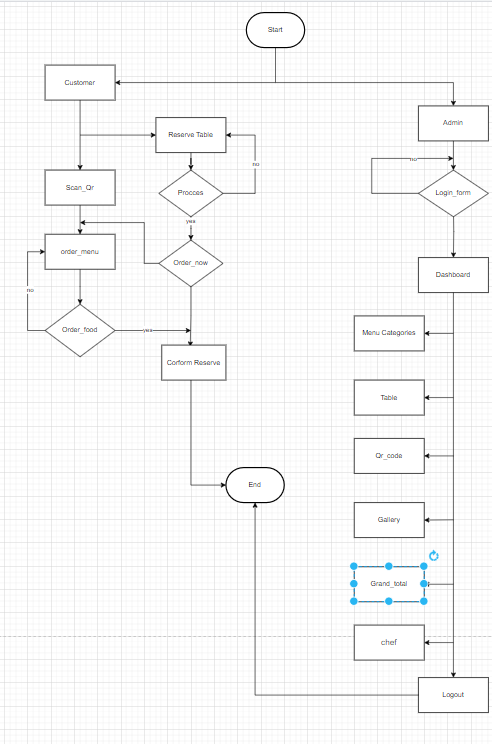 Start
Customer
Admin
Reserve Table
no
no
Scan_Qr
Procces
Login_form
yes
order_menu
Order_now
Dashboard
no
Order_food
yes
Menu Categories
Corform Reserve
Table
Qr_code
End
Gallery
Grand_total
chef
Logout